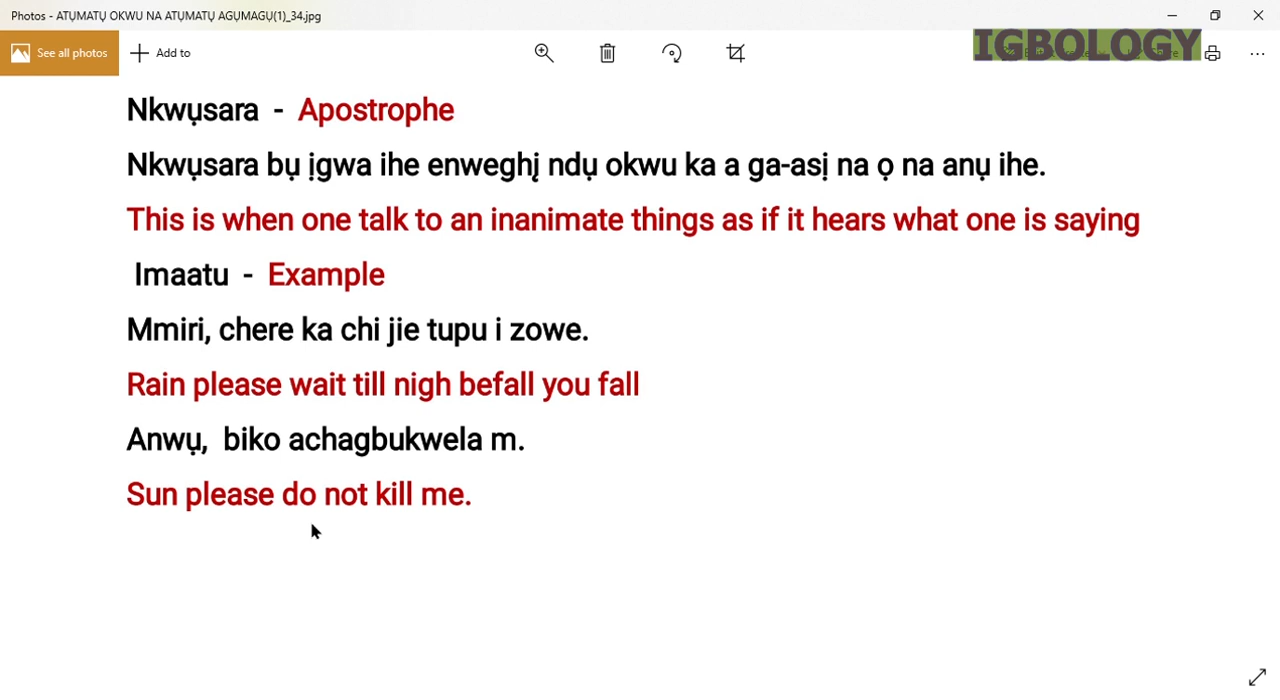 Photos - ATỤMATỤ OKWU NA ATỤMATỤ AGỤMAGỤ(1)_34.jpg
See all photos
Add to
IGBOLOGY
Nkwụsara - Apostrophe
Nkwụsara bụ ịgwa ihe enweghị ndụ okwu ka a ga-asị na ọ na anụ ihe.
This is when one talk to an inanimate things as if it hears what one is saying
Imaatu - Example
Mmiri, chere ka chi jie tupu i zowe.
Rain please wait till nigh befall you fall
Anwụ, biko achagbukwela m.
Sun please do not kill me.